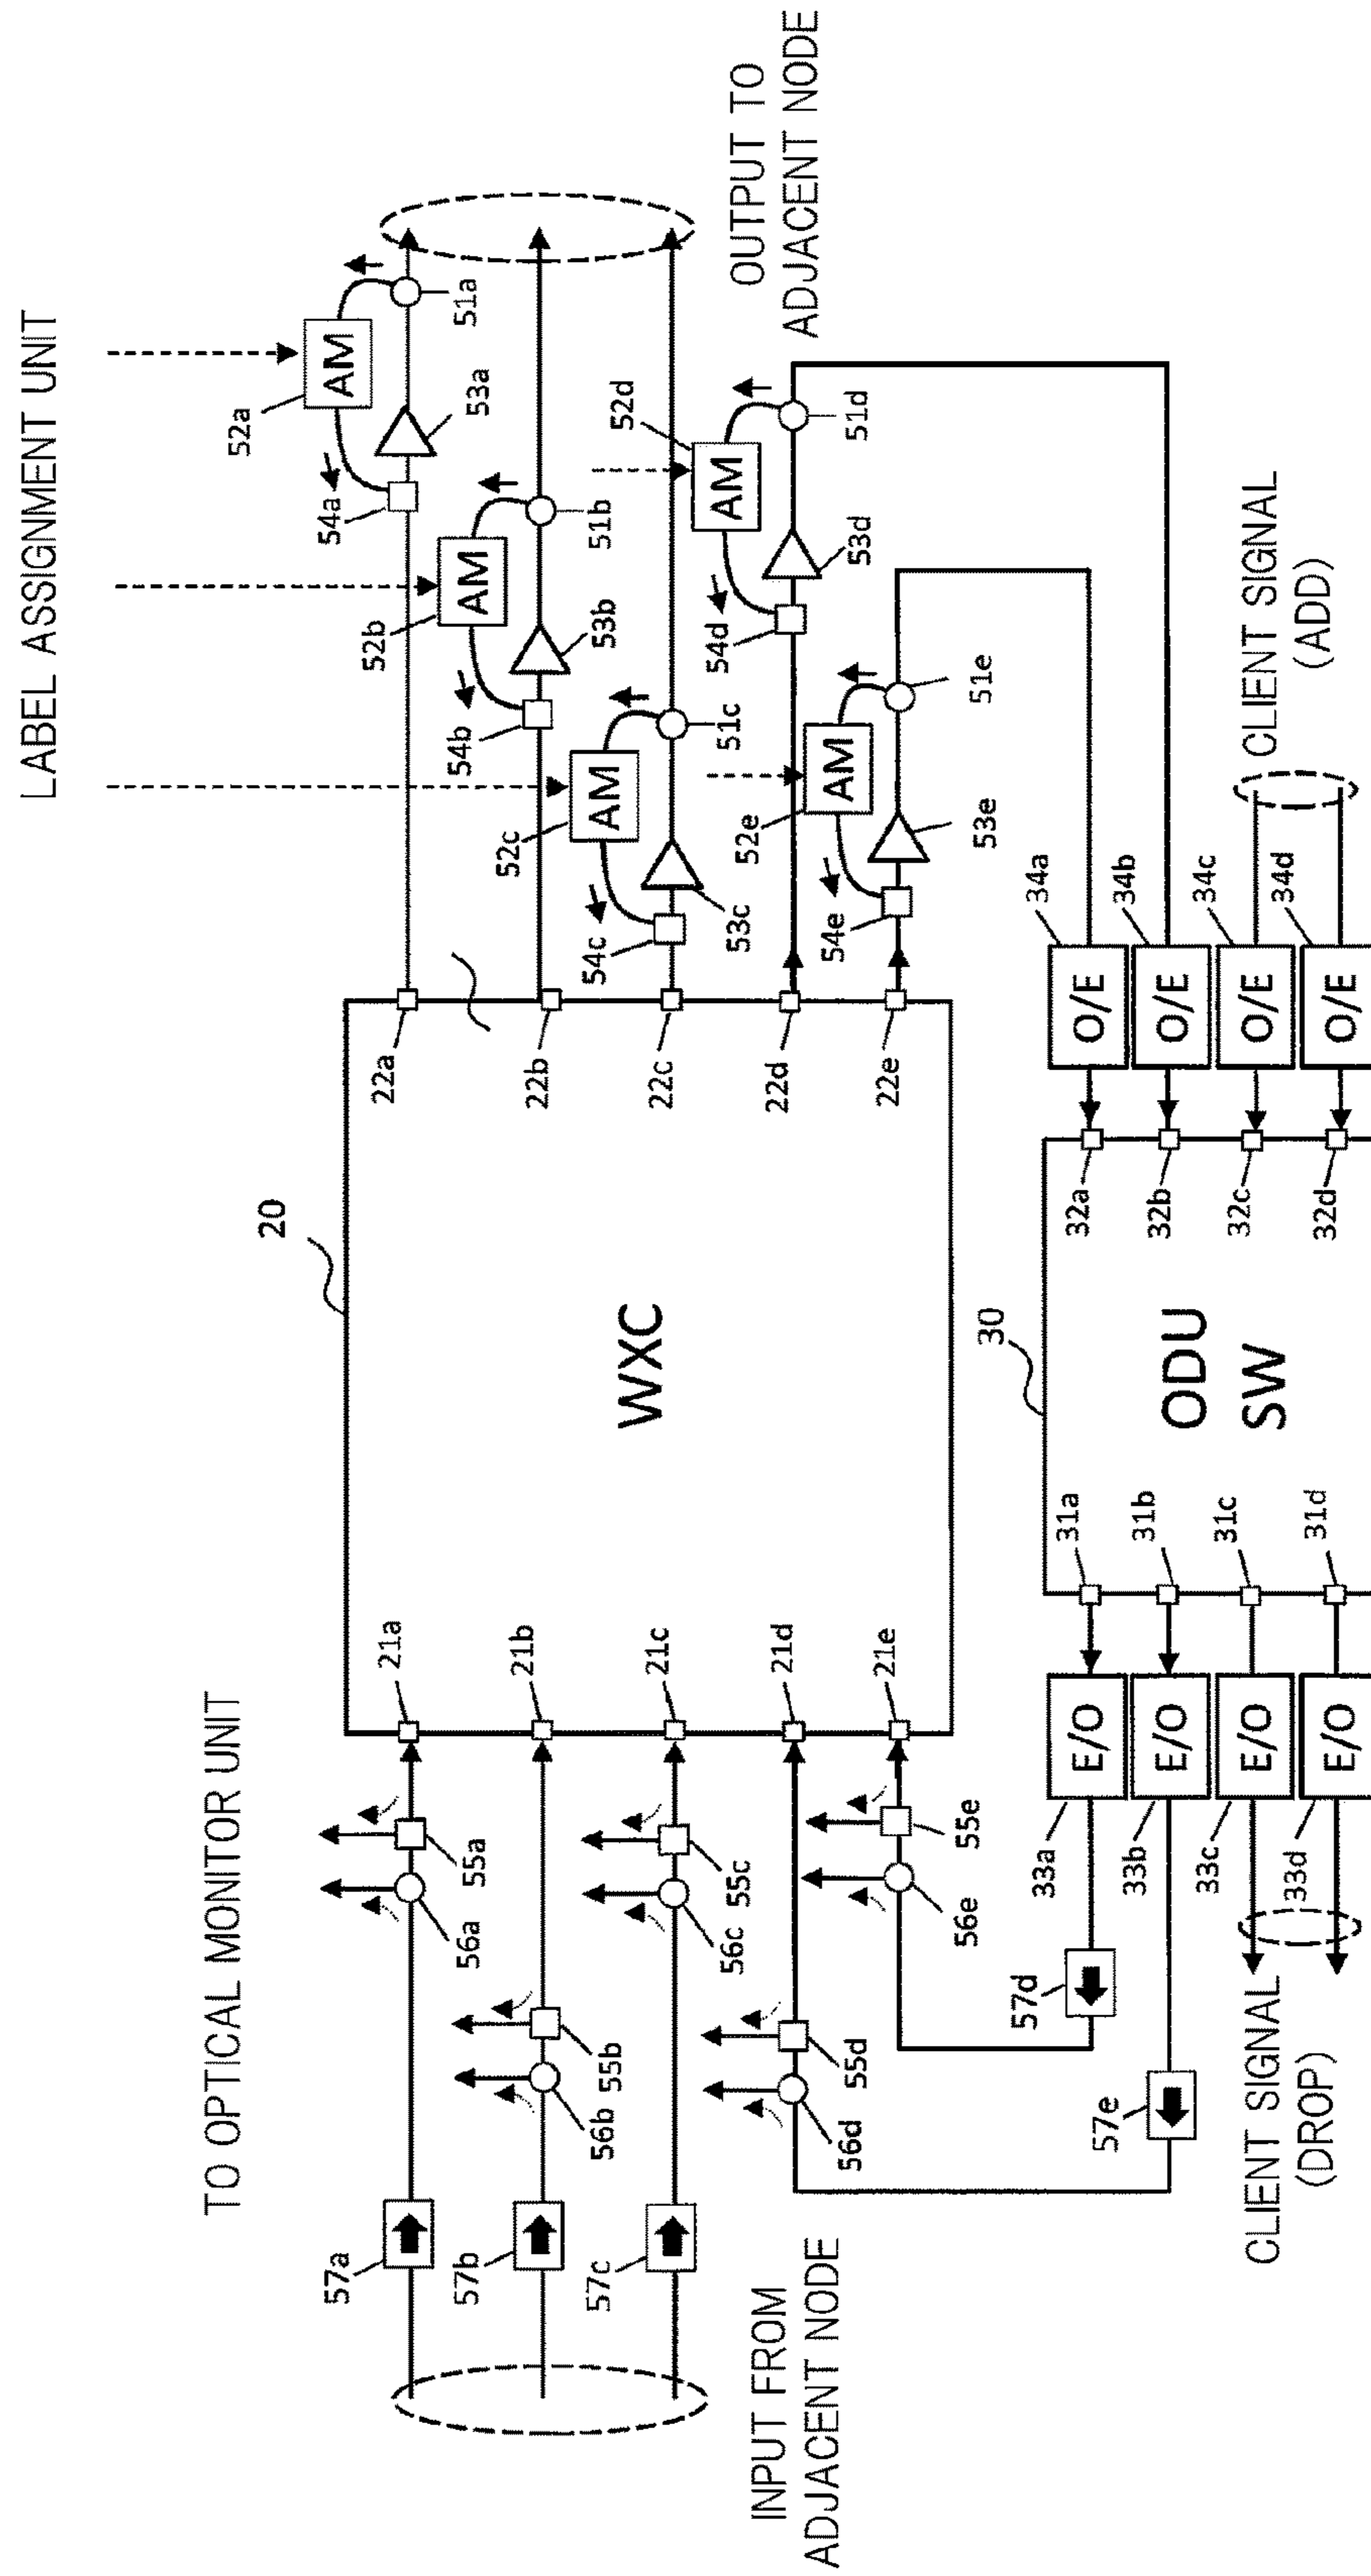 LABEL ASSIGNMENT UNIT
TO OPTICAL MONITOR UNIT
20
WXC
57a
56a
55a
21a
22a
54a
52a
AM
53a
51a
57b
56b
55b
21b
22b
54b
52b
AM
53b
51b
57c
56c
55c
21c
22c
54c
52c
AM
53c
51c
INPUT FROM
ADJACENT NODE
OUTPUT TO
ADJACENT NODE
56d
55d
21d
22d
54d
52d
AM
53d
51d
56e
55e
21e
22e
54e
52e
AM
53e
51e
57d
57e
30
ODU
SW
33a
E/O
31a
32a
O/E
34a
33b
E/O
31b
32b
O/E
34b
33c
E/O
31c
32c
O/E
34c
33d
E/O
31d
32d
O/E
34d
CLIENT SIGNAL
(DROP)
CLIENT SIGNAL
(ADD)